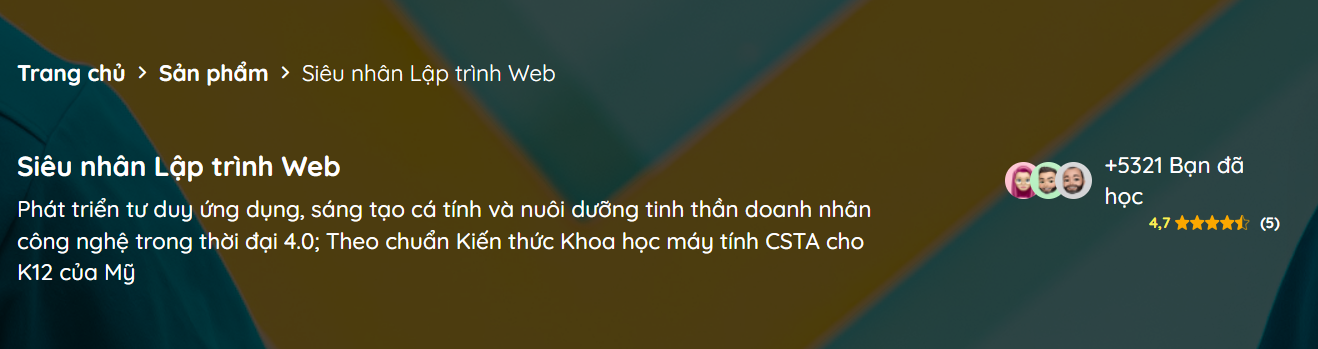 Trang chủ > Sản phẩm > Siêu nhân Lập trình Web
Siêu nhân Lập trình Web
Phát triển tư duy ứng dụng, sáng tạo cá tính và nuôi dưỡng tinh thần doanh nhân
công nghệ trong thời đại 4.0; Theo chuẩn Kiến thức Khoa học máy tính CSTA cho
K12 của Mỹ
+5321 Bạn đã
học
4,7 (5)